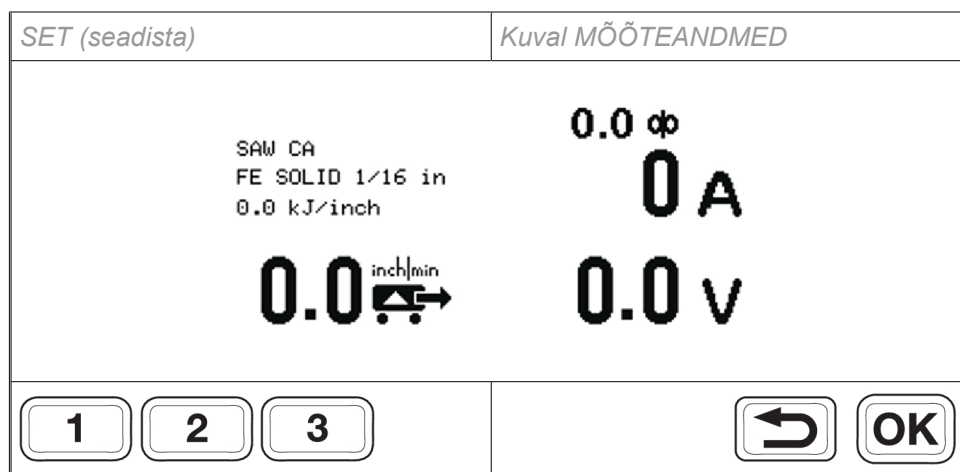 SET (seadista)
Kuval MÕÕTEANDMED
SAW CA
FE SOLID 1/16 in
0.0 kJ/inch
0.0 inch/min
0.0
0 A
0.0 V
1 2 3
OK